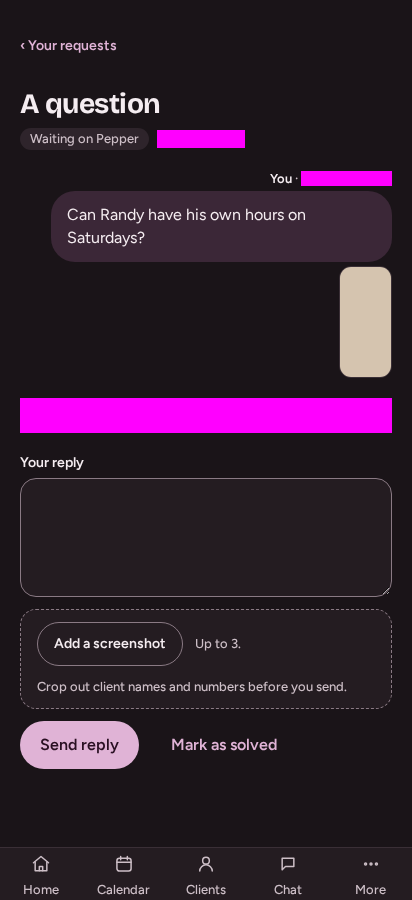 ‹ Your requests
A question
Waiting on Pepper
You ·
Can Randy have his own hours on
Saturdays?
Your reply
Add a screenshot
Up to 3.
Crop out client names and numbers before you send.
Send reply
Mark as solved
Home
Calendar
Clients
Chat
More